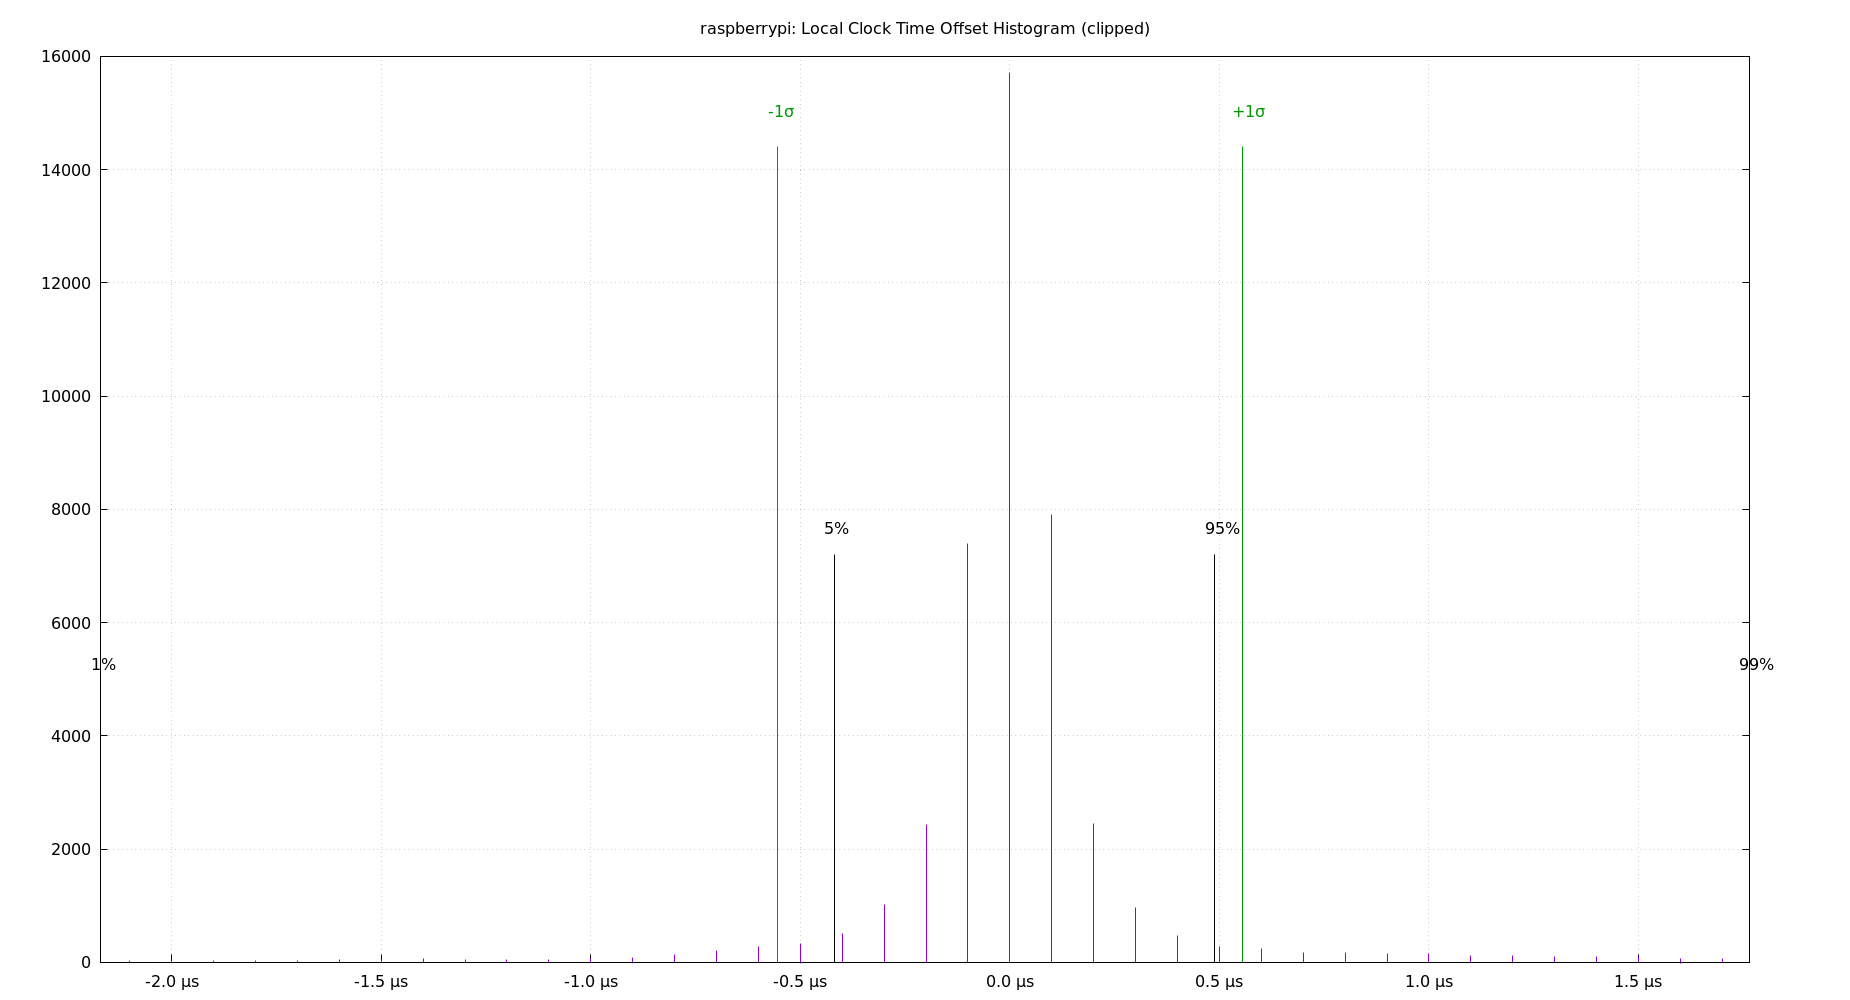 raspberrypi: Local Clock Time Offset Histogram (clipped)
16000
-1σ
+1σ
14000
12000
10000
8000
5%
95%
6000
1%
99%
4000
2000
0
-2.0 μs
-1.5 μs
-1.0 μs
-0.5 μs
0.0 μs
0.5 μs
1.0 μs
1.5 μs